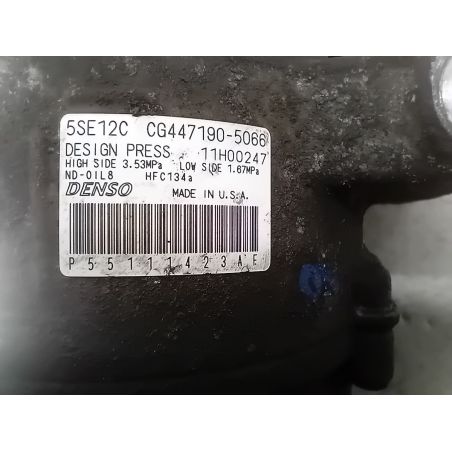 5SE12C CG447190-5066
DESIGN PRESS 11H00247
HIGH SIDE 3.53MPa LOW SIDE 1.67MPa
ND-OIL8 HFC134a
DENSO MADE IN U.S.A.
P55111423AE